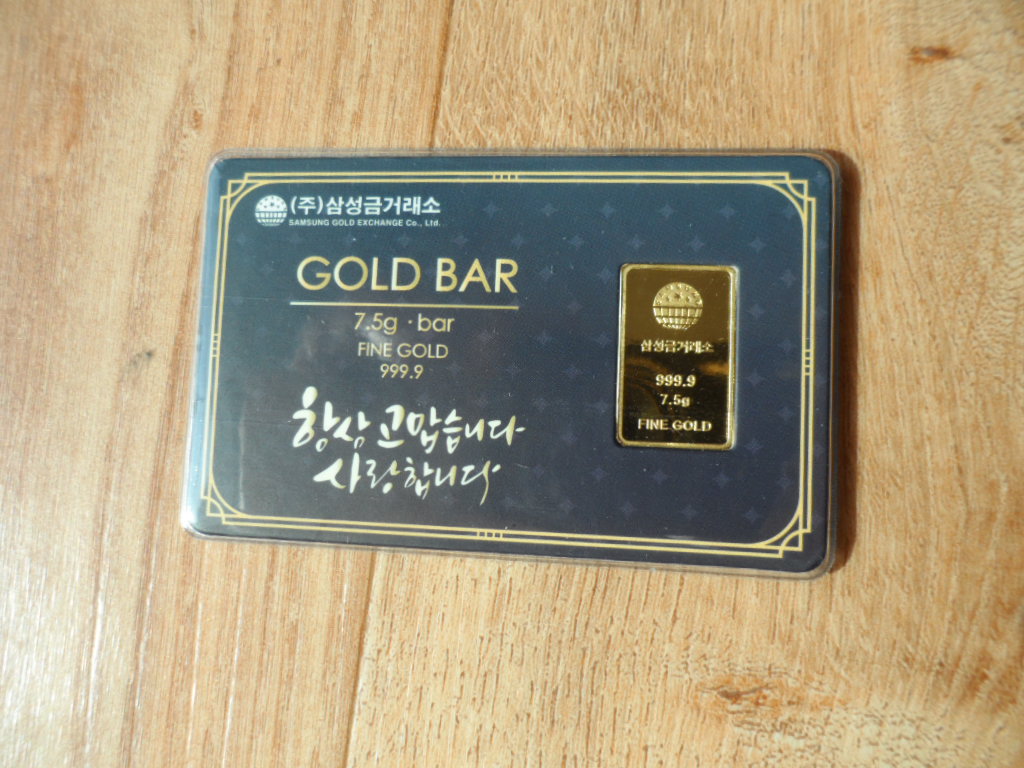 (주)삼성금거래소
SAMSUNG GOLD EXCHANGE Co., Ltd.
GOLD BAR
7.5g · bar
FINE GOLD
999.9
항상 고맙습니다
사랑합니다
삼성금거래소
999.9
7.5g
FINE GOLD